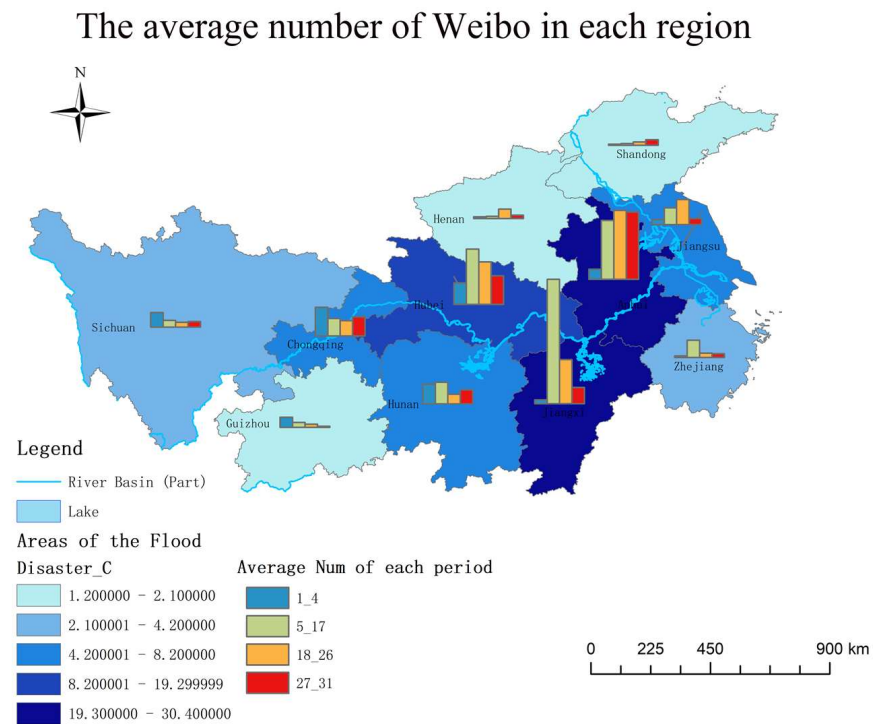 The average number of Weibo in each region
N
Shandong
Henan
Jiangsu
Hubei
Anhui
Sichuan
Chongqing
Zhejiang
Hunan
Jiangxi
Guizhou
Legend
River Basin (Part)
Lake
Areas of the Flood
Disaster_C
1.200000 - 2.100000
2.100001 - 4.200000
4.200001 - 8.200000
8.200001 - 19.299999
19.300000 - 30.400000
Average Num of each period
1_4
5_17
18_26
27_31
0 225 450 900 km